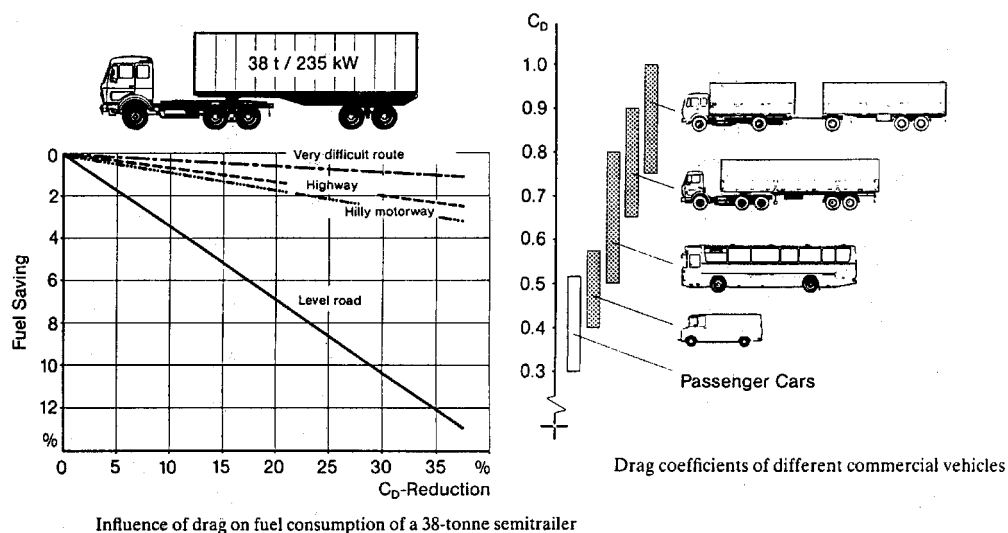 38 t / 235 kW
Fuel Saving
0
2
4
6
8
10
12
%
Very difficult route
Highway
Hilly motorway
Level road
0 5 10 15 20 25 30 35 %
C_D-Reduction
Influence of drag on fuel consumption of a 38-tonne semitrailer
C_D
1.0
0.9
0.8
0.7
0.6
0.5
0.4
0.3
Passenger Cars
Drag coefficients of different commercial vehicles